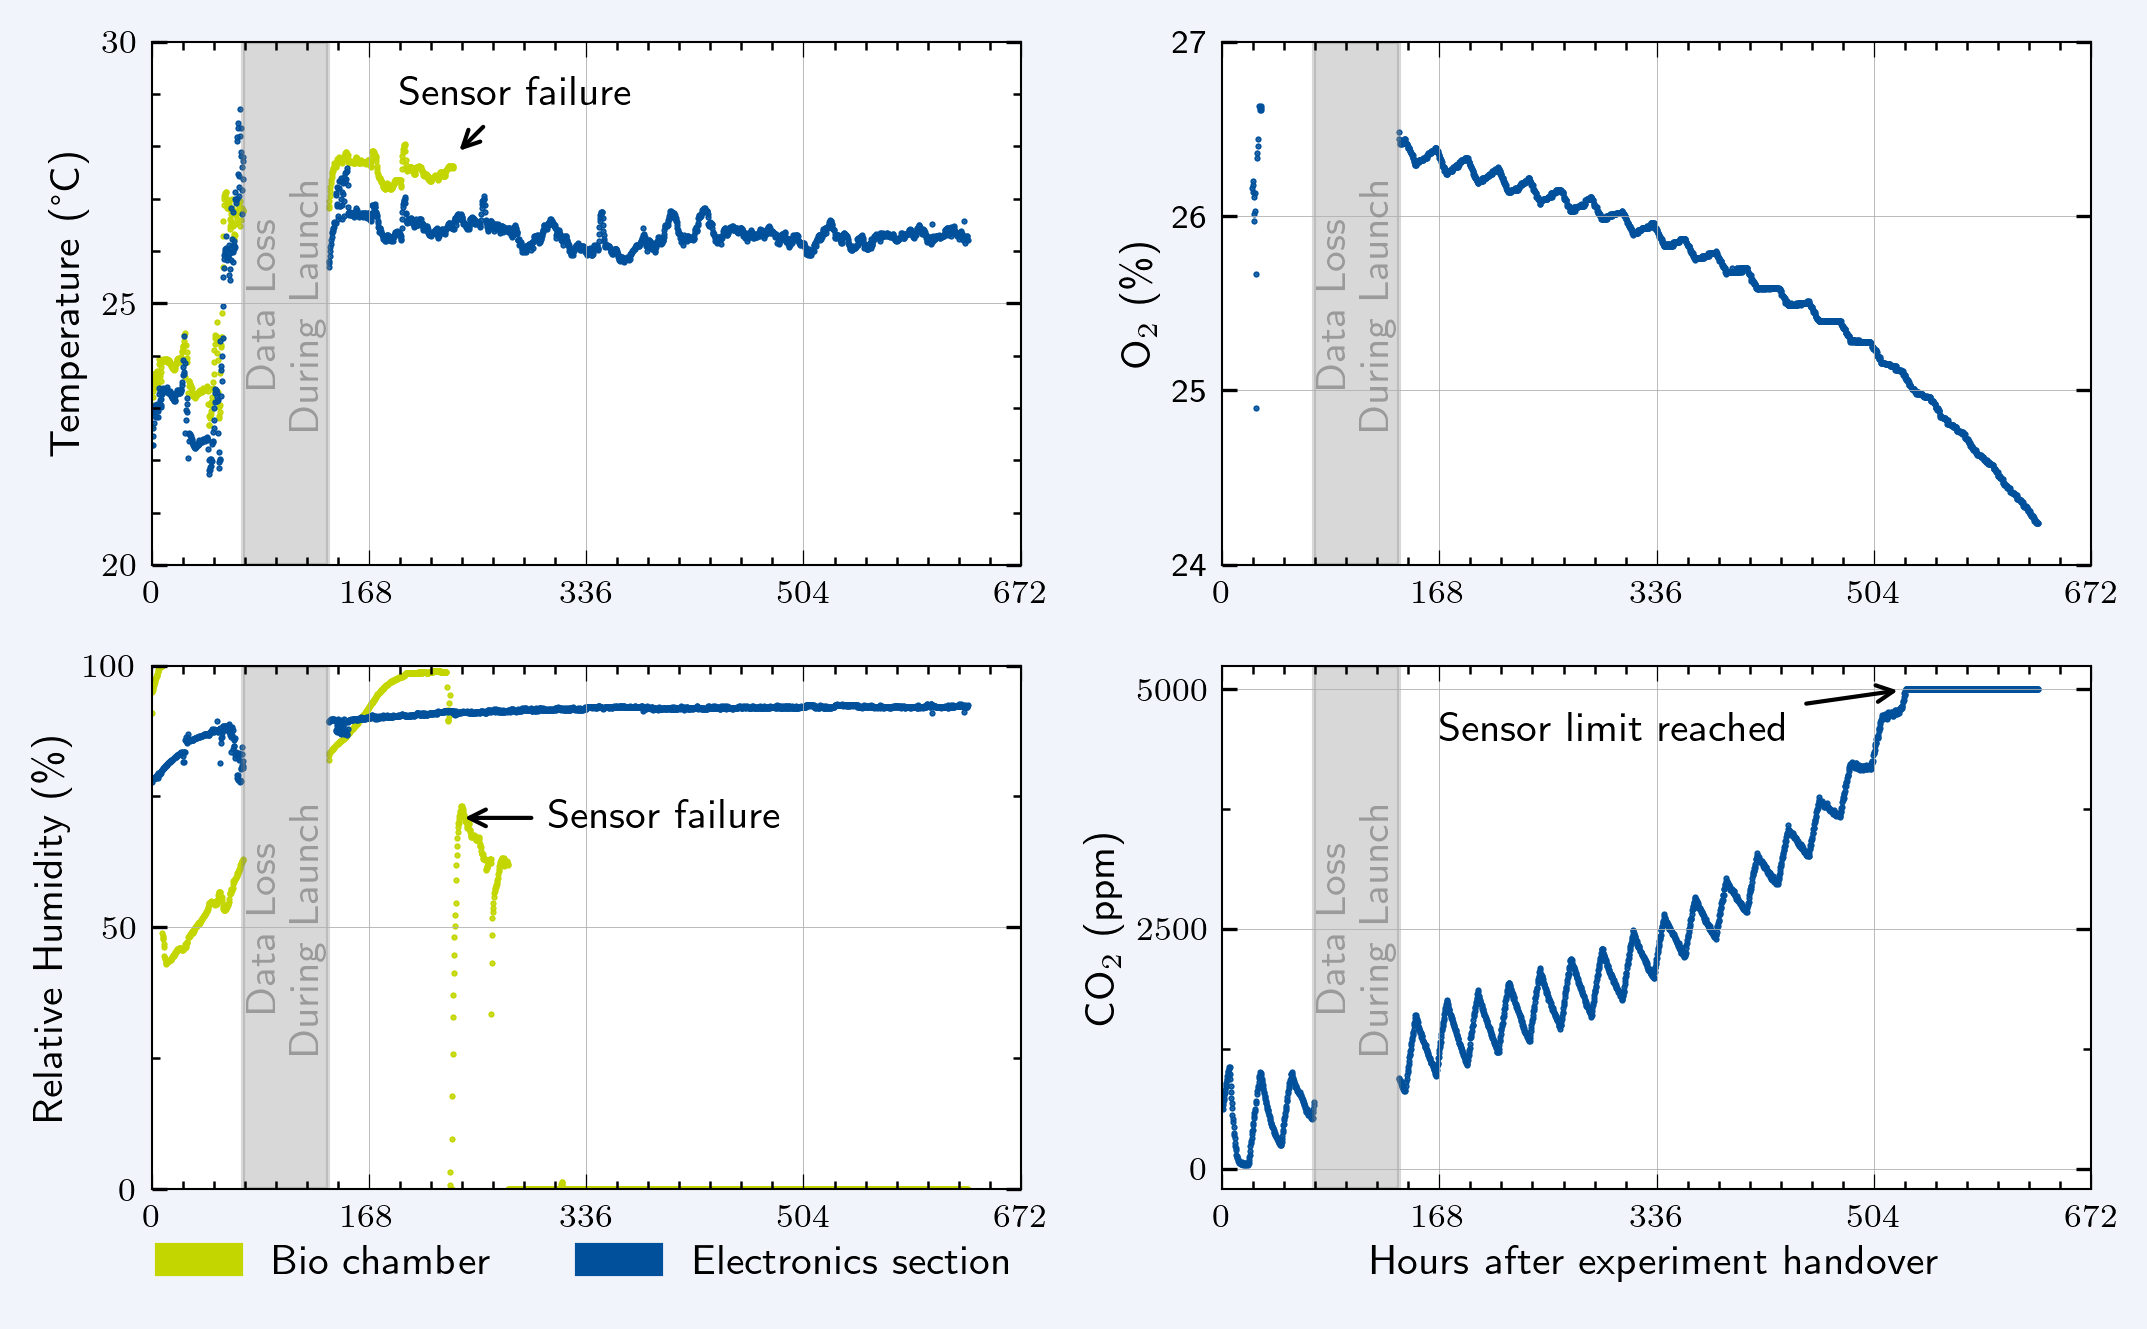 30
25
20
Temperature (°C)
Sensor failure
Data Loss
During Launch
0 168 336 504 672
27
26
25
24
O₂ (%)
Data Loss
During Launch
0 168 336 504 672
100
50
0
Relative Humidity (%)
Sensor failure
Data Loss
During Launch
0 168 336 504 672
5000
2500
0
CO₂ (ppm)
Sensor limit reached
Data Loss
During Launch
0 168 336 504 672
Bio chamber
Electronics section
Hours after experiment handover